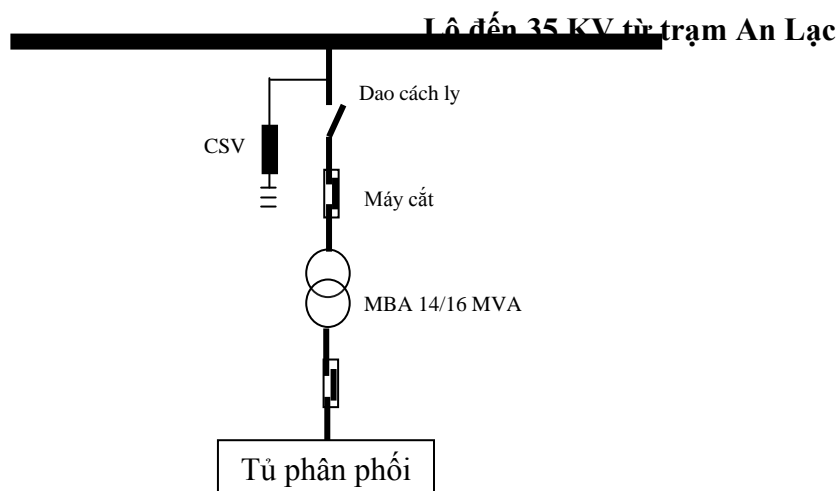 Lộ đến 35 KV từ trạm An Lạc
Dao cách ly
CSV
Máy cắt
MBA 14/16 MVA
Tủ phân phối